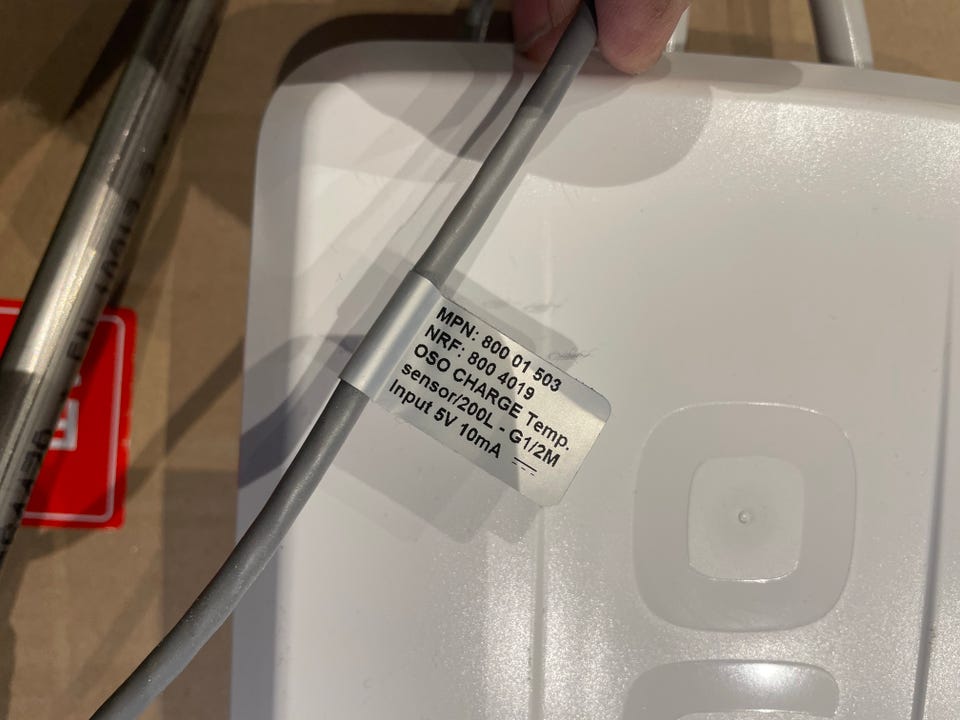 MPN: 800 01 503
NRF: 800 4019
OSO CHARGE Temp.
sensor/200L - G1/2M
Input 5V 10mA ⎓